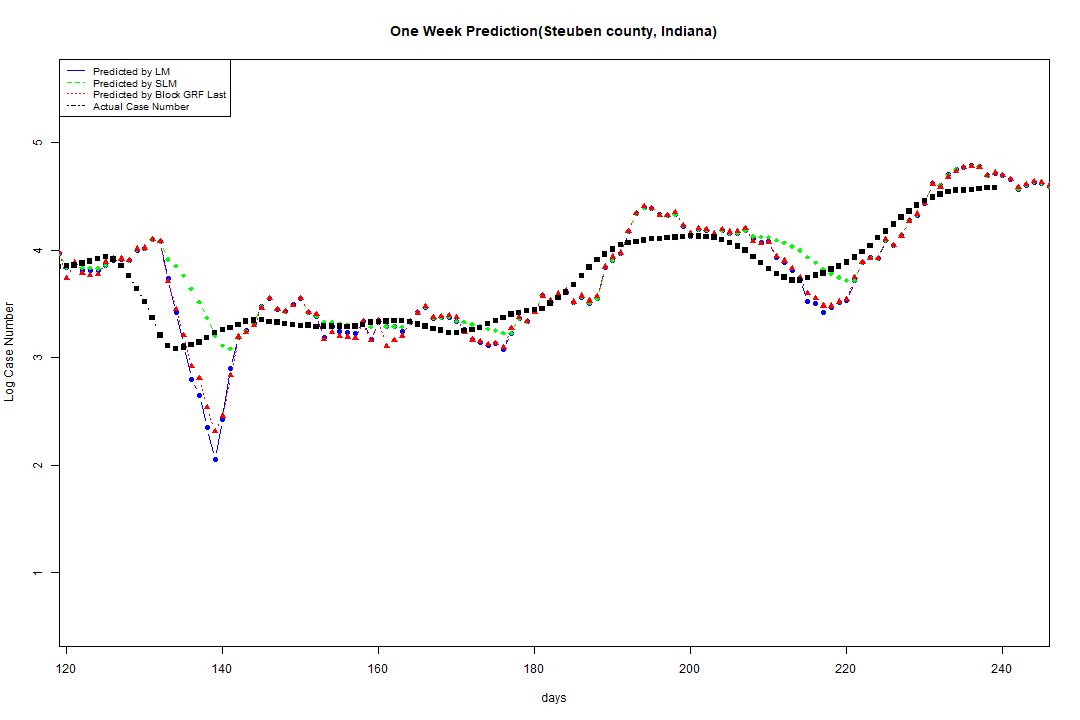 One Week Prediction(Steuben county, Indiana)
Predicted by LM
Predicted by SLM
Predicted by Block GRF Last
Actual Case Number
5
4
3
2
1
Log Case Number
120 140 160 180 200 220 240
days